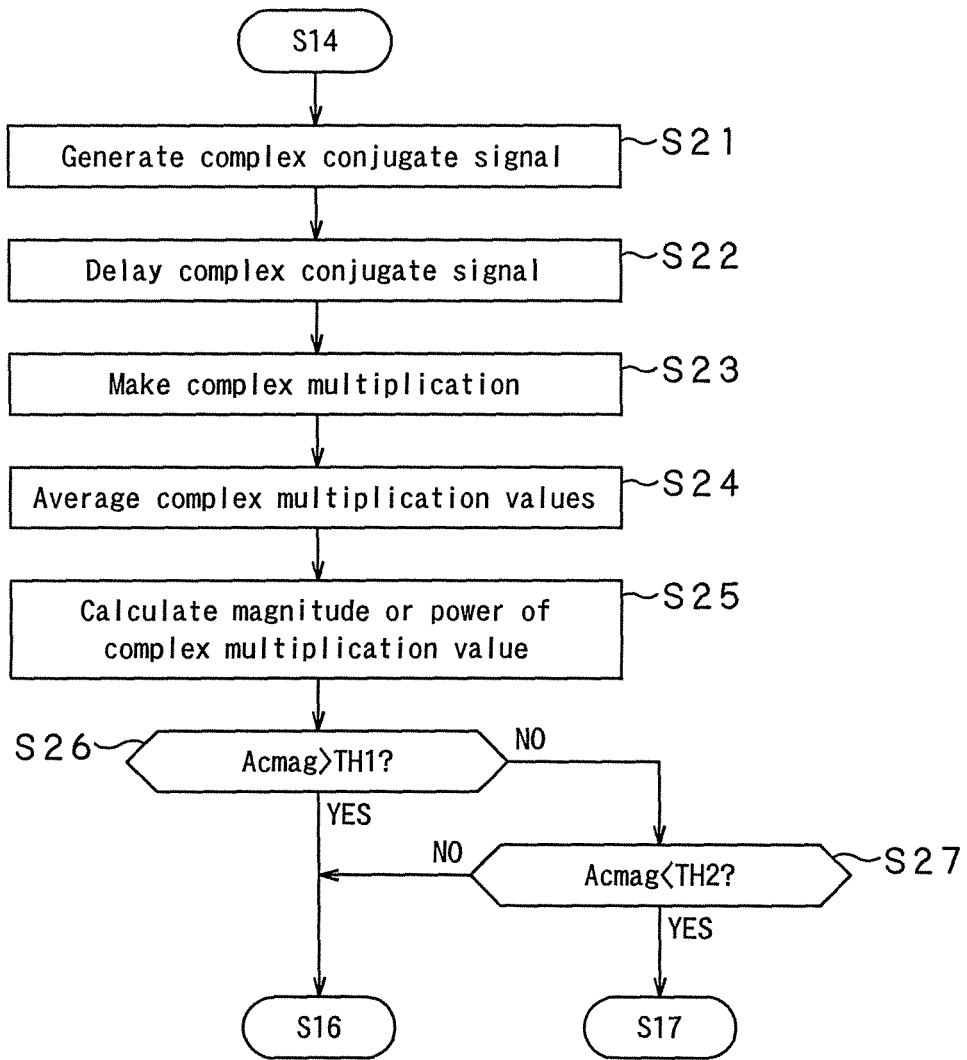 S14
Generate complex conjugate signal
S21
Delay complex conjugate signal
S22
Make complex multiplication
S23
Average complex multiplication values
S24
Calculate magnitude or power of
complex multiplication value
S25
S26
Acmag>TH1?
NO
YES
NO
Acmag<TH2?
S27
YES
S16
S17